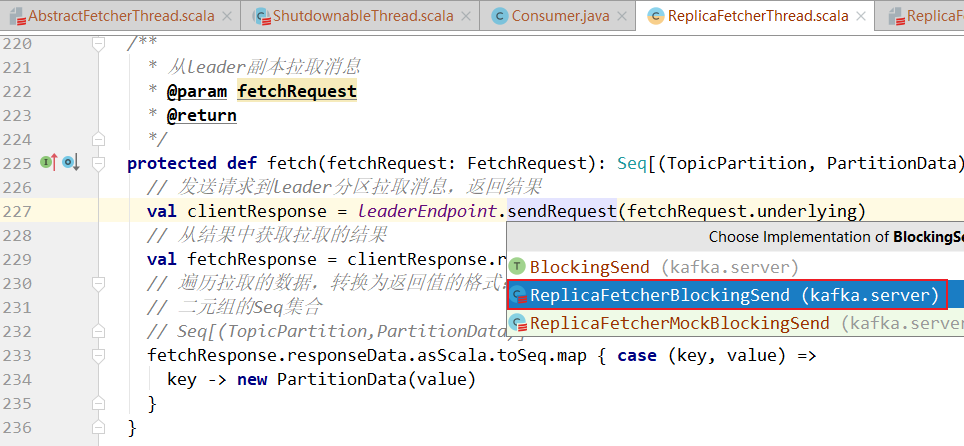 AbstractFetcherThread.scala ShutdownableThread.scala Consumer.java ReplicaFetcherThread.scala ReplicaF
220 /**
221 * 从leader副本拉取消息
222 * @param fetchRequest
223 * @return
224 */
225 protected def fetch(fetchRequest: FetchRequest): Seq[(TopicPartition, PartitionData)
226 // 发送请求到leader分区拉取消息，返回结果
227 val clientResponse = leaderEndpoint.sendRequest(fetchRequest.underlying)
228 // 从结果中获取拉取的结果
Choose Implementation of BlockingSe
229 val fetchResponse = clientResponse.r
T BlockingSend (kafka.server)
230 // 遍历拉取的数据，转换为返回值的格式
231 // 二元组的Seq集合
ReplicaFetcherBlockingSend (kafka.server)
232 // Seq[(TopicPartition,PartitionData)]
ReplicaFetcherMockBlockingSend (kafka.server
233 fetchResponse.responseData.asScala.toSeq.map { case (key, value) =>
234 key -> new PartitionData(value)
235 }
236 }